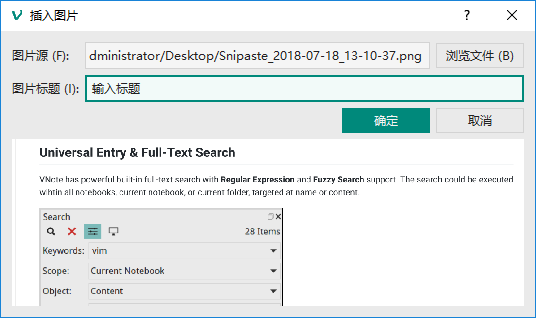 插入图片
图片源 (F): dministrator/Desktop/Snipaste_2018-07-18_13-10-37.png 浏览文件 (B)
图片标题 (I): 输入标题
确定 取消
Universal Entry & Full-Text Search
VNote has powerful built-in full-text search with Regular Expression and Fuzzy Search support. The search could be executed
wihtin all notebooks, current notebook, or current folder, targered at name or content.
Search
28 Items
Keywords: vim
Scope: Current Notebook
Object: Content